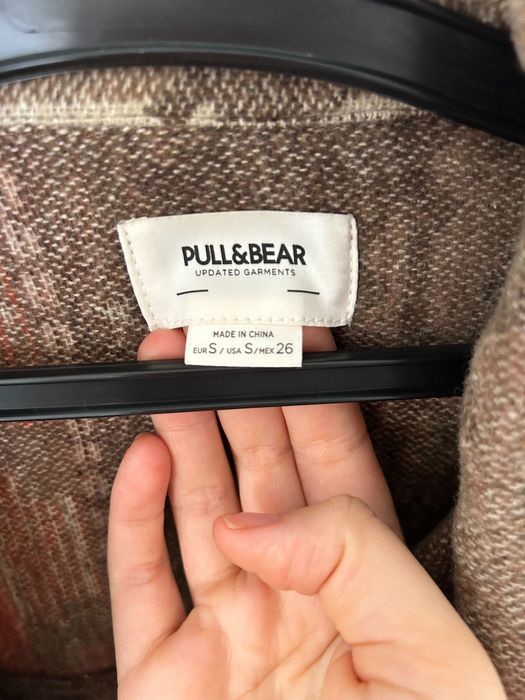 PULL&BEAR
UPDATED GARMENTS
MADE IN CHINA
EUR S / USA S / MEX 26